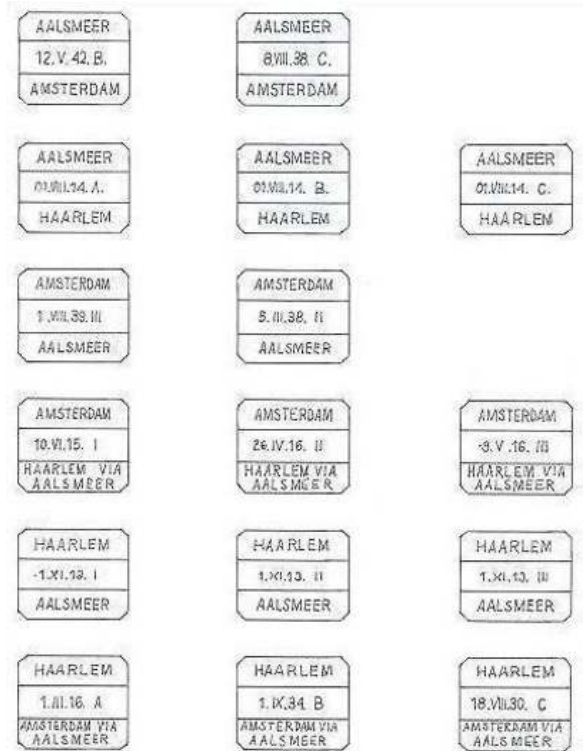 AALSMEER
12.V.42.B.
AMSTERDAM
AALSMEER
8.VIII.38. C.
AMSTERDAM
AALSMEER
01.VIII.14. A.
HAARLEM
AALSMEER
01.VIII.14. B.
HAARLEM
AALSMEER
01.VIII.14. C.
HAARLEM
AMSTERDAM
1.VIII.39.III
AALSMEER
AMSTERDAM
5.III.38. II
AALSMEER
AMSTERDAM
10.VI.15. I
HAARLEM VIA
AALSMEER
AMSTERDAM
26.IV.16. II
HAARLEM VIA
AALSMEER
AMSTERDAM
-9.V.16. III
HAARLEM VIA
AALSMEER
HAARLEM
-1.XI.13. I
AALSMEER
HAARLEM
1.XI.13. II
AALSMEER
HAARLEM
1.XI.13. III
AALSMEER
HAARLEM
1.III.16. A
AMSTERDAM VIA
AALSMEER
HAARLEM
1.IX.34 B
AMSTERDAM VIA
AALSMEER
HAARLEM
18.VIII.30. C
AMSTERDAM VIA
AALSMEER